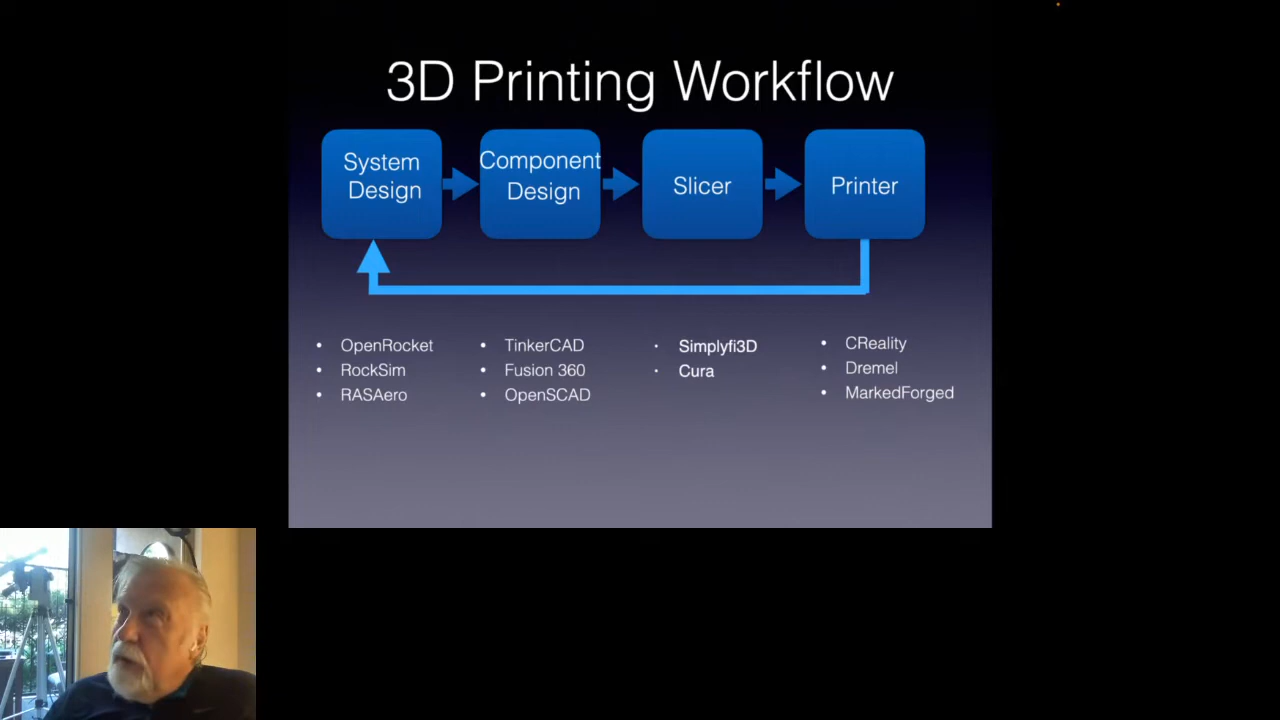 3D Printing Workflow
System
Design
Component
Design
Slicer
Printer
• OpenRocket
• RockSim
• RASAero
• TinkerCAD
• Fusion 360
• OpenSCAD
• Simplyfi3D
• Cura
• CReality
• Dremel
• MarkedForged